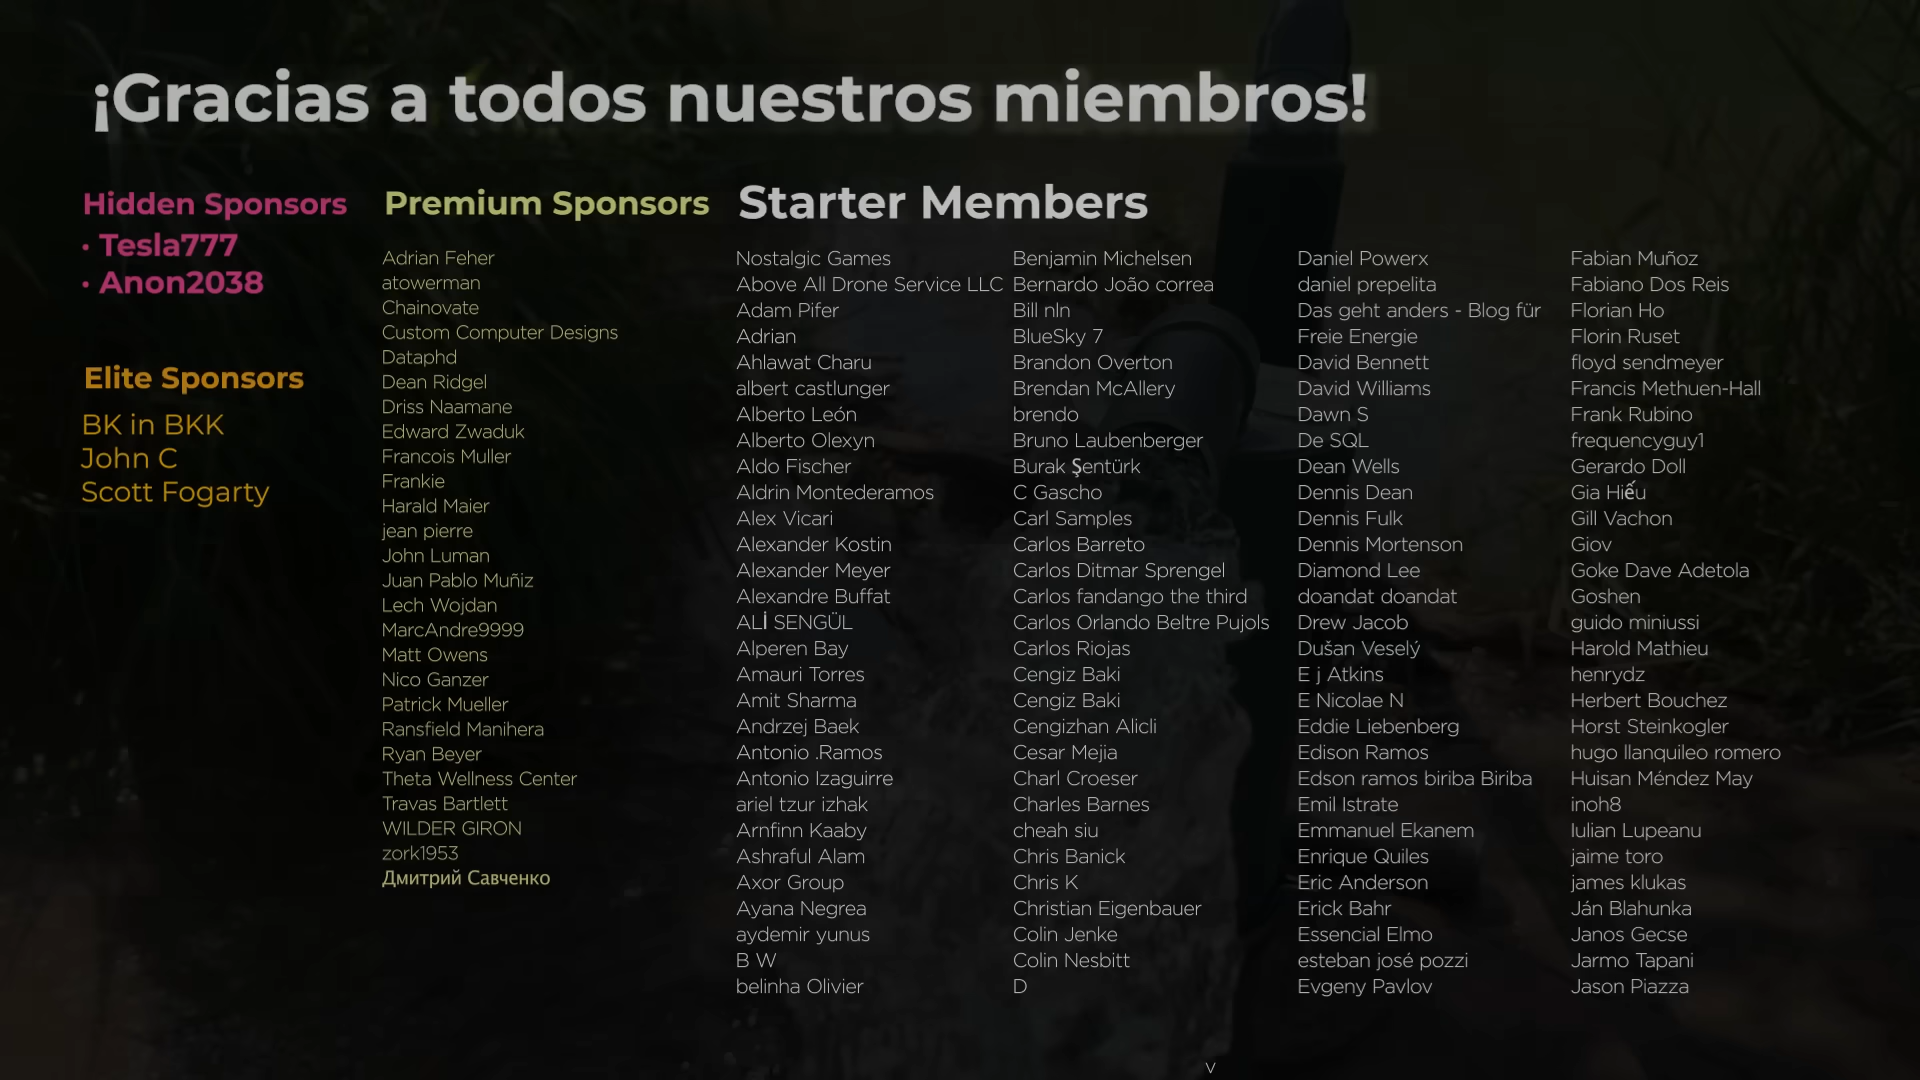 ¡Gracias a todos nuestros miembros!
Hidden Sponsors
• Tesla777
• Anon2038
Elite Sponsors
BK in BKK
John C
Scott Fogarty
Premium Sponsors
Adrian Feher
atowerman
Chainovate
Custom Computer Designs
Dataphd
Dean Ridgel
Driss Naamane
Edward Zwaduk
Francois Muller
Frankie
Harald Maier
jean pierre
John Luman
Juan Pablo Muñiz
Lech Wojdan
MarcAndre9999
Matt Owens
Nico Ganzer
Patrick Mueller
Ransfield Manihera
Ryan Beyer
Theta Wellness Center
Travas Bartlett
WILDER GIRON
zork1953
Дмитрий Савченко
Starter Members
Nostalgic Games
Above All Drone Service LLC
Adam Pifer
Adrian
Ahlawat Charu
albert castlunger
Alberto León
Alberto Olexyn
Aldo Fischer
Aldrin Montederamos
Alex Vicari
Alexander Kostin
Alexander Meyer
Alexandre Buffat
ALİ SENGÜL
Alperen Bay
Amauri Torres
Amit Sharma
Andrzej Baek
Antonio .Ramos
Antonio Izaguirre
ariel tzur izhak
Arnfinn Kaaby
Ashraful Alam
Axor Group
Ayana Negrea
aydemir yunus
B W
belinha Olivier
Benjamin Michelsen
Bernardo João correa
Bill nln
BlueSky 7
Brandon Overton
Brendan McAllery
brendo
Bruno Laubenberger
Burak Şentürk
C Gascho
Carl Samples
Carlos Barreto
Carlos Ditmar Sprengel
Carlos fandango the third
Carlos Orlando Beltre Pujols
Carlos Riojas
Cengiz Baki
Cengiz Baki
Cengizhan Alicli
Cesar Mejia
Charl Croeser
Charles Barnes
cheah siu
Chris Banick
Chris K
Christian Eigenbauer
Colin Jenke
Colin Nesbitt
D
Daniel Powerx
daniel prepelita
Das geht anders - Blog für
Freie Energie
David Bennett
David Williams
Dawn S
De SQL
Dean Wells
Dennis Dean
Dennis Fulk
Dennis Mortenson
Diamond Lee
doandat doandat
Drew Jacob
Dušan Veselý
E j Atkins
E Nicolae N
Eddie Liebenberg
Edison Ramos
Edson ramos biriba Biriba
Emil Istrate
Emmanuel Ekanem
Enrique Quiles
Eric Anderson
Erick Bahr
Essencial Elmo
esteban josé pozzi
Evgeny Pavlov
Fabian Muñoz
Fabiano Dos Reis
Florian Ho
Florin Ruset
floyd sendmeyer
Francis Methuen-Hall
Frank Rubino
frequencyguy1
Gerardo Doll
Gia Hiếu
Gill Vachon
Giov
Goke Dave Adetola
Goshen
guido miniussi
Harold Mathieu
henrydz
Herbert Bouchez
Horst Steinkogler
hugo llanquileo romero
Huisan Méndez May
inoh8
Iulian Lupeanu
jaime toro
james klukas
Ján Blahunka
Janos Gecse
Jarmo Tapani
Jason Piazza
v